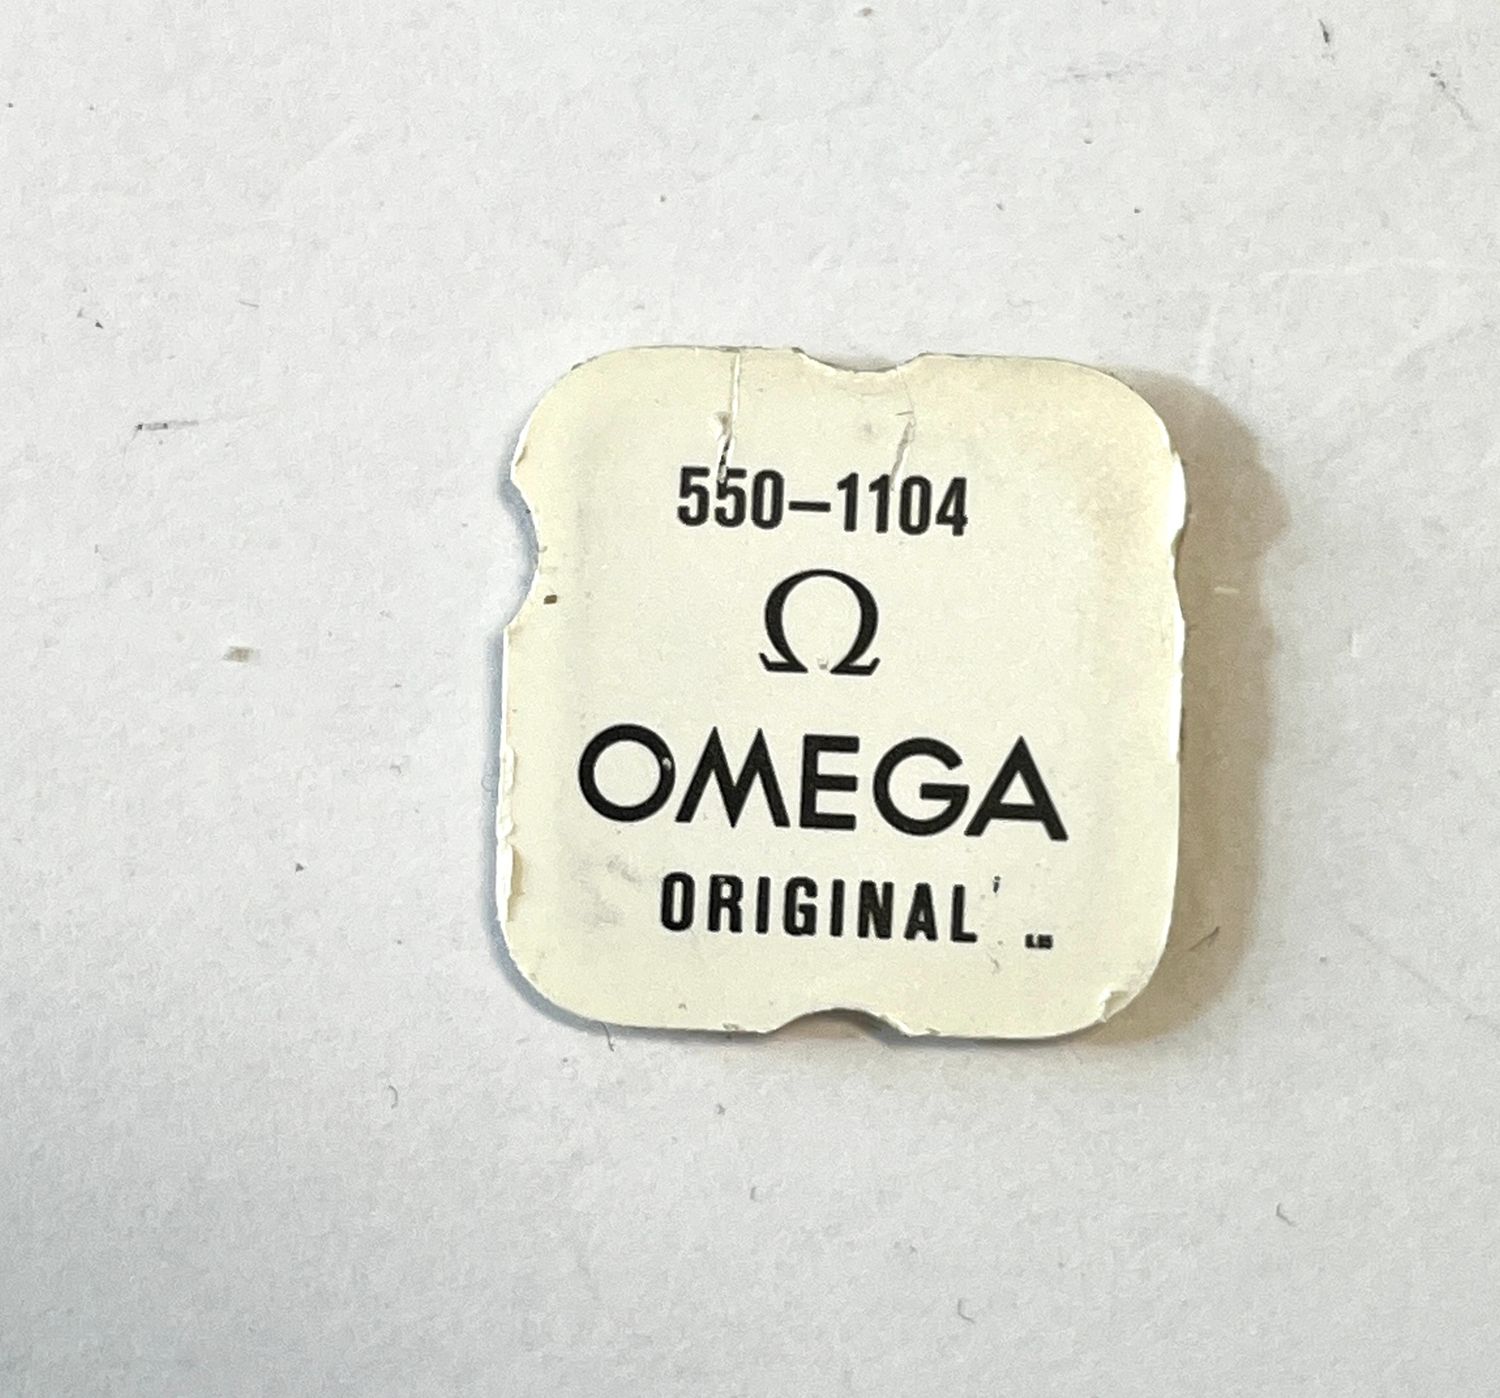 550-1104
Ω
OMEGA
ORIGINAL